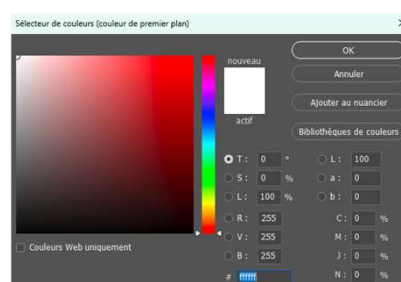 Sélecteur de couleurs (couleur de premier plan)
nouveau
OK
Annuler
Ajouter au nuancier
actif
Bibliothèques de couleurs
T : 0 °
L : 100
S : 0 %
a : 0
L : 100 %
b : 0
R : 255
C : 0 %
V : 255
M : 0 %
Couleurs Web uniquement
B : 255
J : 0 %
# ffffff
N : 0 %